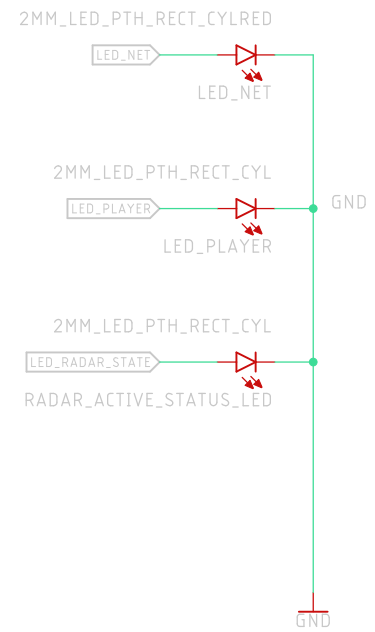 2MM_LED_PTH_RECT_CYLRED
LED_NET
LED_NET
2MM_LED_PTH_RECT_CYL
LED_PLAYER
GND
LED_PLAYER
2MM_LED_PTH_RECT_CYL
LED_RADAR_STATE
RADAR_ACTIVE_STATUS_LED
GND